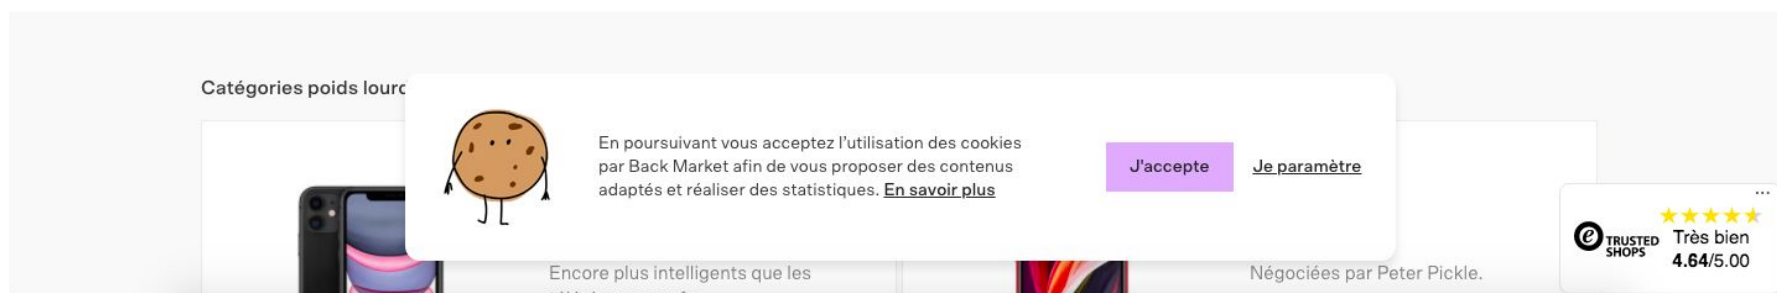 Catégories poids lourd
En poursuivant vous acceptez l'utilisation des cookies
par Back Market afin de vous proposer des contenus
adaptés et réaliser des statistiques. En savoir plus
J'accepte
Je paramètre
...
e TRUSTED
SHOPS
Très bien
4.64/5.00
Encore plus intelligents que les
Négociées par Peter Pickle.